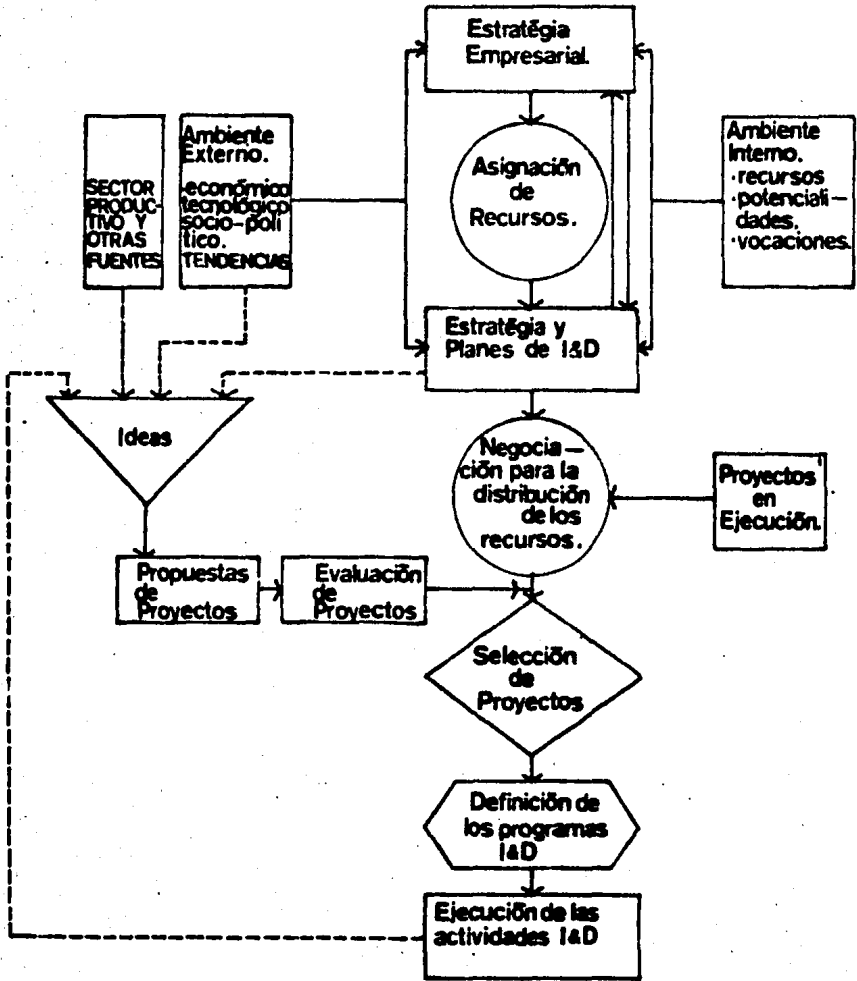 Estratégia
Empresarial.
Asignación
de
Recursos.
SECTOR
PRODUC-
TIVO Y
OTRAS
FUENTES
Ambiente
Externo.
·económico
tecnológico
socio-polí
tico.
TENDENCIAS
Ambiente
Interno.
·recursos
·potenciali-
dades.
·vocaciones.
Estratégia y
Planes de I&D
Ideas
Negocia-
ción para la
distribución
de los
recursos.
Proyectos
en
Ejecución.
Propuestas
de
Proyectos
Evaluación
de
Proyectos
Selección
de
Proyectos
Definición de
los programas
I&D
Ejecución de las
actividades I&D